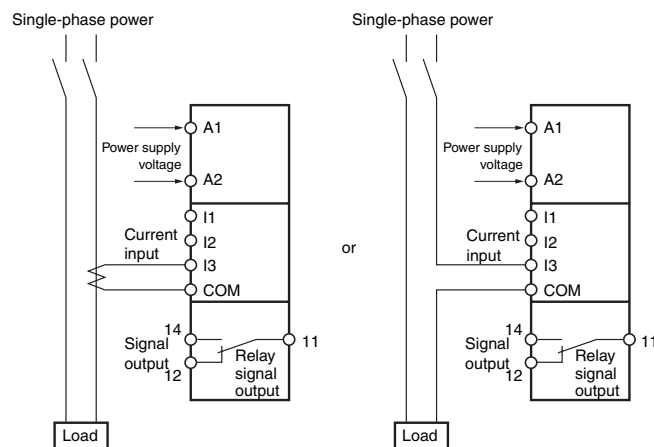 Single-phase power
A1
Power supply
voltage
A2
I1
I2
Current
input
I3
COM
14
Signal
output
12
Relay
signal
output
11
Load
or
Single-phase power
A1
Power supply
voltage
A2
I1
I2
Current
input
I3
COM
14
Signal
output
12
Relay
signal
output
11
Load